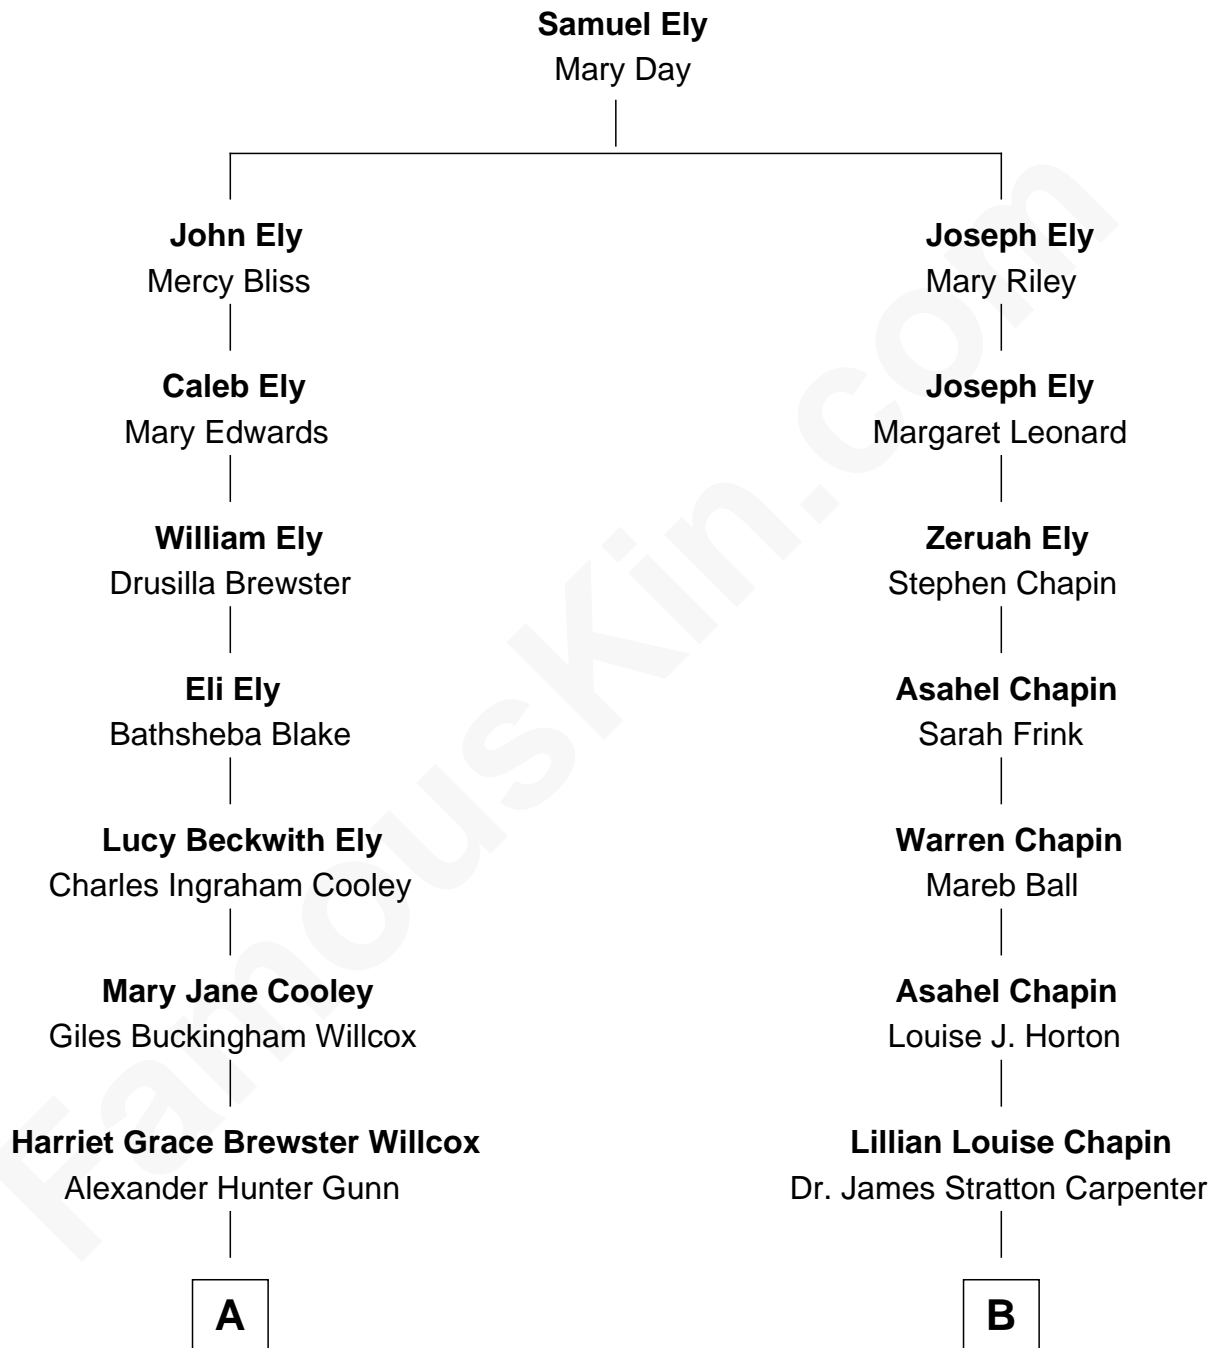 Samuel Ely
Mary Day
John Ely
Mercy Bliss
Joseph Ely
Mary Riley
Caleb Ely
Mary Edwards
Joseph Ely
Margaret Leonard
William Ely
Drusilla Brewster
Zeruah Ely
Stephen Chapin
Eli Ely
Bathsheba Blake
Asahel Chapin
Sarah Frink
Lucy Beckwith Ely
Charles Ingraham Cooley
Warren Chapin
Mareb Ball
Mary Jane Cooley
Giles Buckingham Willcox
Asahel Chapin
Louise J. Horton
Harriet Grace Brewster Willcox
Alexander Hunter Gunn
Lillian Louise Chapin
Dr. James Stratton Carpenter
A
B
FamousKin.com